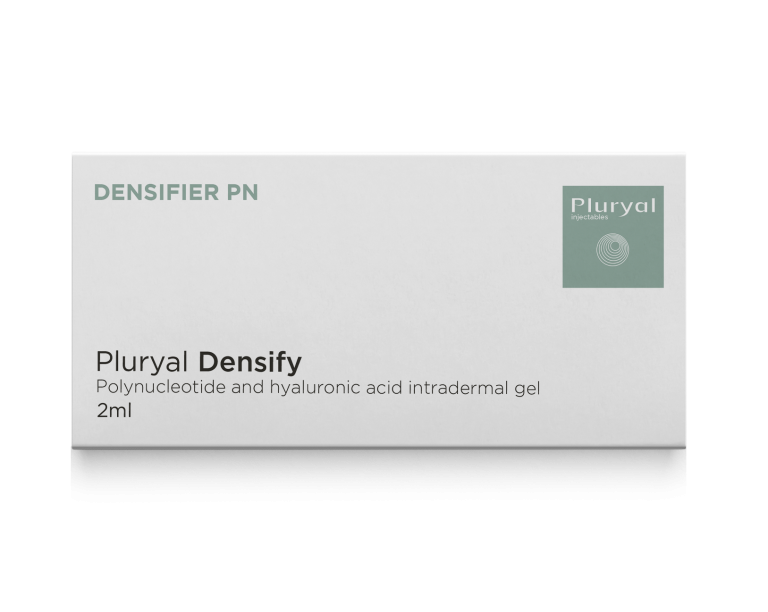 DENSIFIER PN
Pluryal
injectables
Pluryal Densify
Polynucleotide and hyaluronic acid intradermal gel
2ml